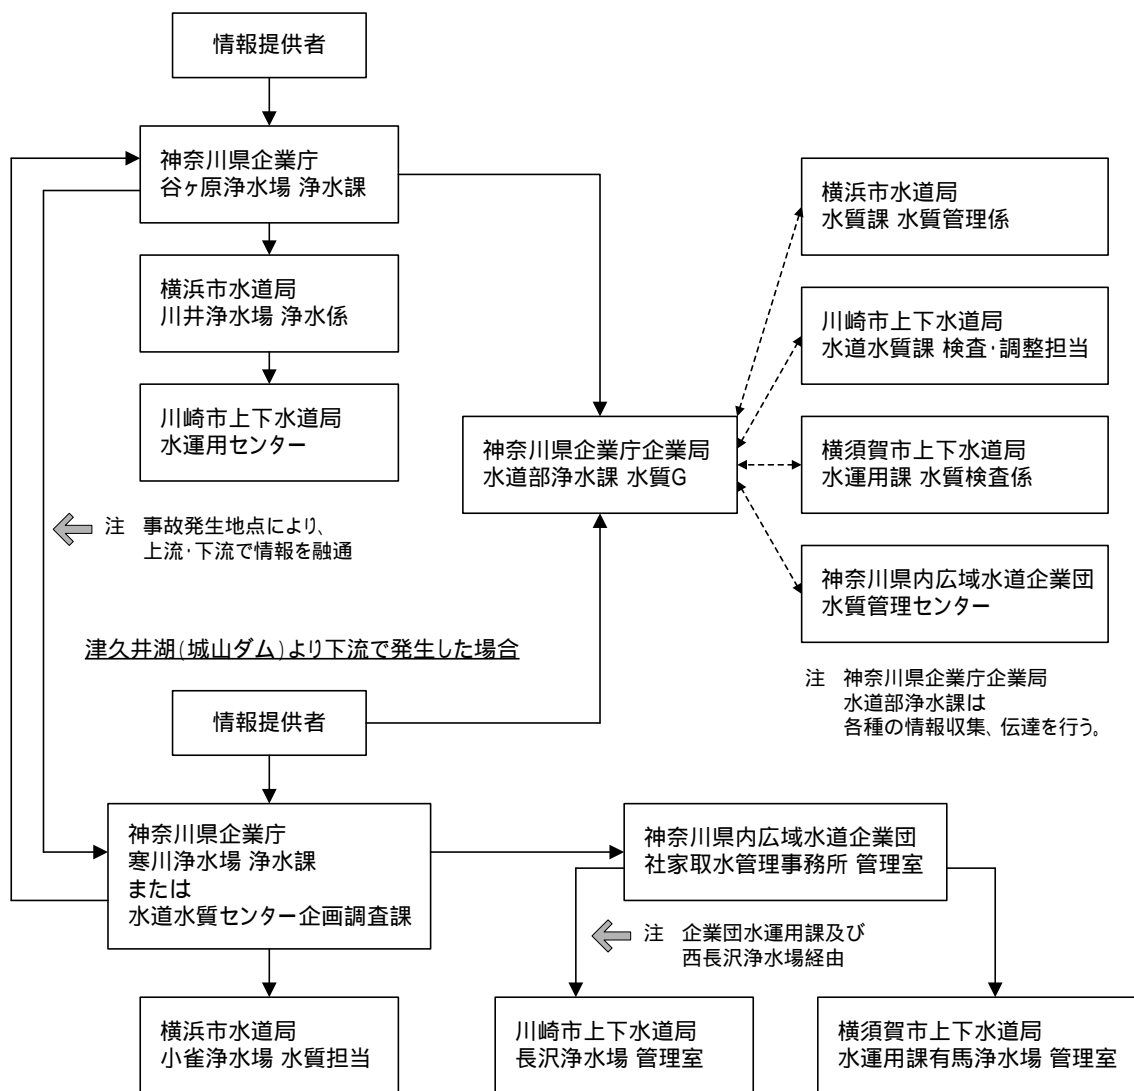 情報提供者
神奈川県企業庁
谷ヶ原浄水場 浄水課
横浜市水道局
川井浄水場 浄水係
川崎市上下水道局
水運用センター
注 事故発生地点により、
上流･下流で情報を融通
神奈川県企業庁企業局
水道部浄水課 水質G
横浜市水道局
水質課 水質管理係
川崎市上下水道局
水道水質課 検査･調整担当
横須賀市上下水道局
水運用課 水質検査係
神奈川県内広域水道企業団
水質管理センター
注 神奈川県企業庁企業局
水道部浄水課は
各種の情報収集、伝達を行う。
津久井湖(城山ダム)より下流で発生した場合
情報提供者
神奈川県企業庁
寒川浄水場 浄水課
または
水道水質センター企画調査課
神奈川県内広域水道企業団
社家取水管理事務所 管理室
注 企業団水運用課及び
西長沢浄水場経由
横浜市水道局
小雀浄水場 水質担当
川崎市上下水道局
長沢浄水場 管理室
横須賀市上下水道局
水運用課有馬浄水場 管理室